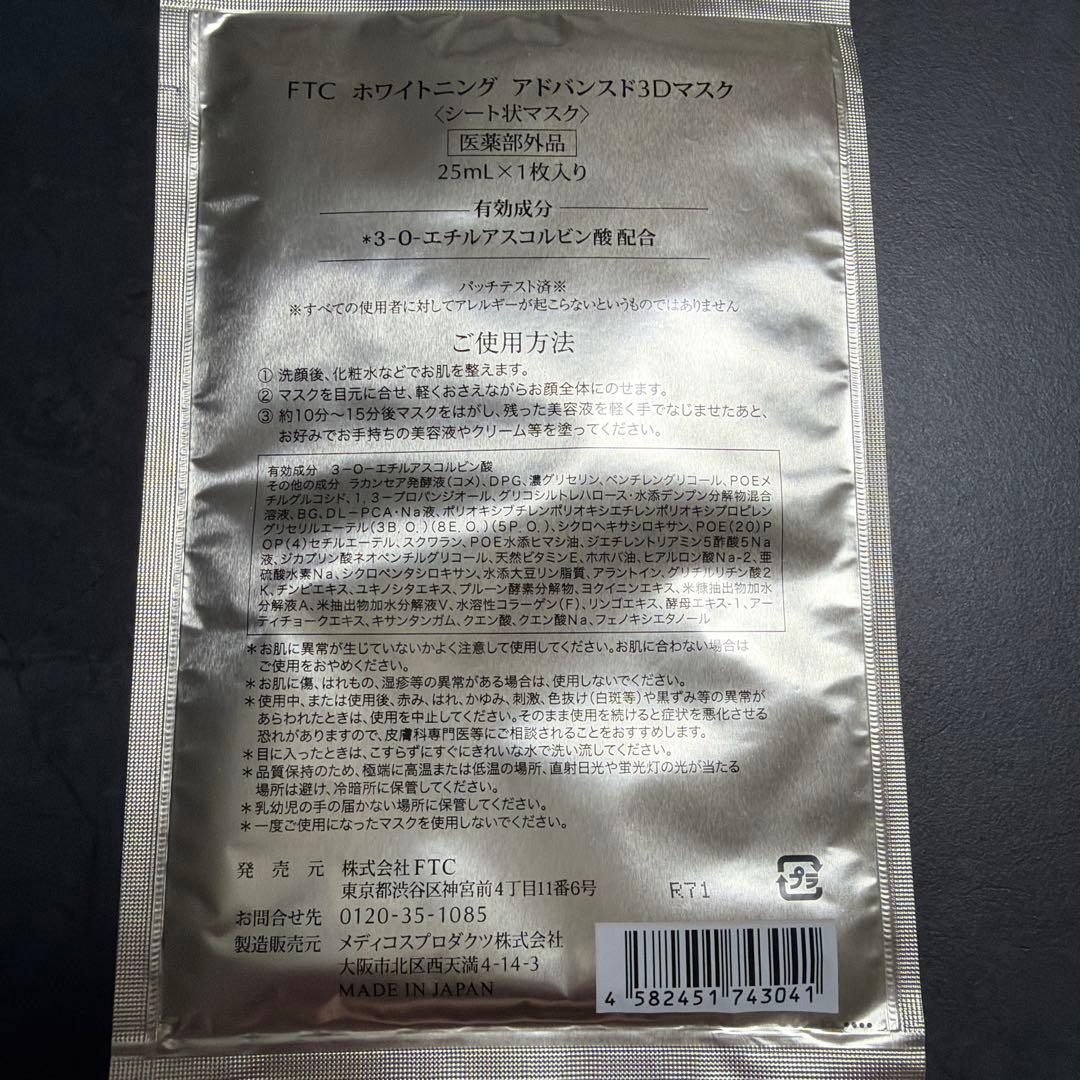 FTC ホワイトニング アドバンスド3Dマスク
〈シート状マスク〉
医薬部外品
25mL×1枚入り
有効成分
*3-O-エチルアスコルビン酸 配合
パッチテスト済※
※すべての使用者に対してアレルギーが起こらないというものではありません
ご使用方法
① 洗顔後、化粧水などでお肌を整えます。
② マスクを目元に合せ、軽くおさえながらお顔全体にのせます。
③ 約10分～15分後マスクをはがし、残った美容液を軽く手でなじませたあと、
お好みでお手持ちの美容液やクリーム等を塗ってください。
有効成分 3-O-エチルアスコルビン酸
その他の成分 ラカンセア発酵液(コメ)、DPG、濃グリセリン、ペンチレングリコール、POEメ
チルグルコシド、1,3-プロパンジオール、グリコシルトレハロース・水添デンプン分解物混合
溶液、BG、DL-PCA・Na液、ポリオキシブチレンポリオキシエチレンポリオキシプロピレン
グリセリルエーテル(3B.O.)(8E.O.)(5P.O.)、シクロヘキサシロキサン、POE(20)P
OP(4)セチルエーテル、スクワラン、POE水添ヒマシ油、ジエチレントリアミン5酢酸5Na
液、ジカプリン酸ネオペンチルグリコール、天然ビタミンE、ホホバ油、ヒアルロン酸Na-2、亜
硫酸水素Na、シクロペンタシロキサン、水添大豆リン脂質、アラントイン、グリチルリチン酸2
K、チンピエキス、ユキノシタエキス、プルーン酵素分解物、ヨクイニンエキス、米糠抽出物加水
分解液A、米抽出物加水分解液V、水溶性コラーゲン(F)、リンゴエキス、酵母エキス-1、アー
ティチョークエキス、キサンタンガム、クエン酸、クエン酸Na、フェノキシエタノール
*お肌に異常が生じていないかよく注意して使用してください。お肌に合わない場合は
ご使用をおやめください。
*お肌に傷、はれもの、湿疹等の異常がある場合は、使用しないでください。
*使用中、または使用後、赤み、はれ、かゆみ、刺激、色抜け(白斑等)や黒ずみ等の異常が
あらわれたときは、使用を中止してください。そのまま使用を続けると症状を悪化させる
恐れがありますので、皮膚科専門医等にご相談されることをおすすめします。
*目に入ったときは、こすらずにすぐにきれいな水で洗い流してください。
*品質保持のため、極端に高温または低温の場所、直射日光や蛍光灯の光が当たる
場所は避け、冷暗所に保管してください。
*乳幼児の手の届かない場所に保管してください。
*一度ご使用になったマスクを使用しないでください。
発売元 株式会社FTC
東京都渋谷区神宮前4丁目11番6号
お問合せ先 0120-35-1085
製造販売元 メディコスプロダクツ株式会社
大阪市北区西天満4-14-3
MADE IN JAPAN
R71
プラ
4 582451 743041